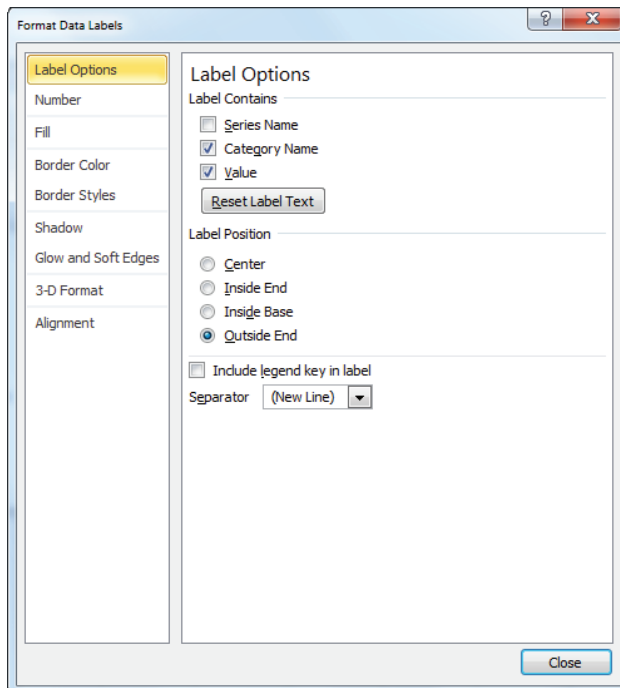 Format Data Labels
Label Options
Number
Fill
Border Color
Border Styles
Shadow
Glow and Soft Edges
3-D Format
Alignment
Label Options
Label Contains
Series Name
Category Name
Value
Reset Label Text
Label Position
Center
Inside End
Inside Base
Outside End
Include legend key in label
Separator (New Line)
Close